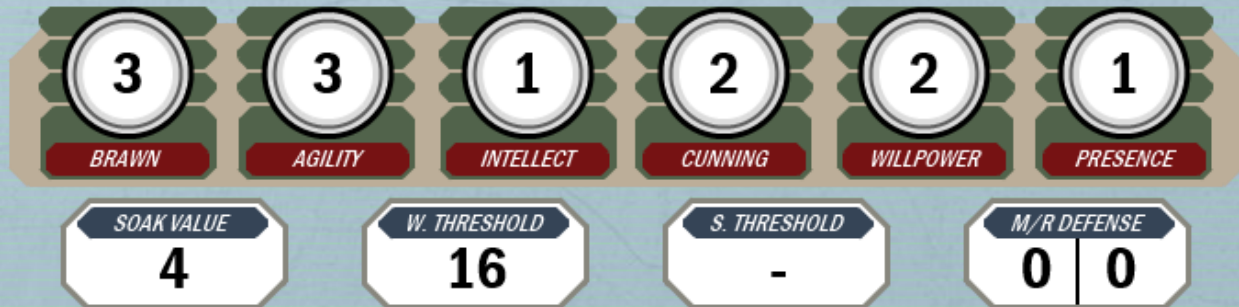 3 3 1 2 2 1
BRAWN AGILITY INTELLECT CUNNING WILLPOWER PRESENCE
SOAK VALUE W. THRESHOLD S. THRESHOLD M/R DEFENSE
4 16 - 0 0